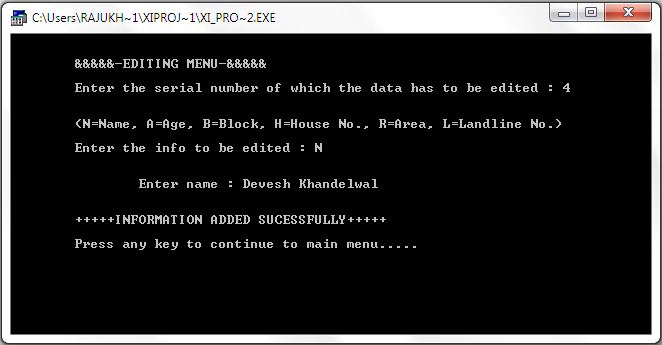 C:\Users\RAJUKH~1\XIPROJ~1\XI_PRO~2.EXE
&&&&&-EDITING MENU-&&&&&
Enter the serial number of which the data has to be edited : 4
(N=Name, A=Age, B=Block, H=House No., R=Area, L=Landline No.)
Enter the info to be edited : N
Enter name : Devesh Khandelwal
+++++INFORMATION ADDED SUCESSFULLY+++++
Press any key to continue to main menu.....